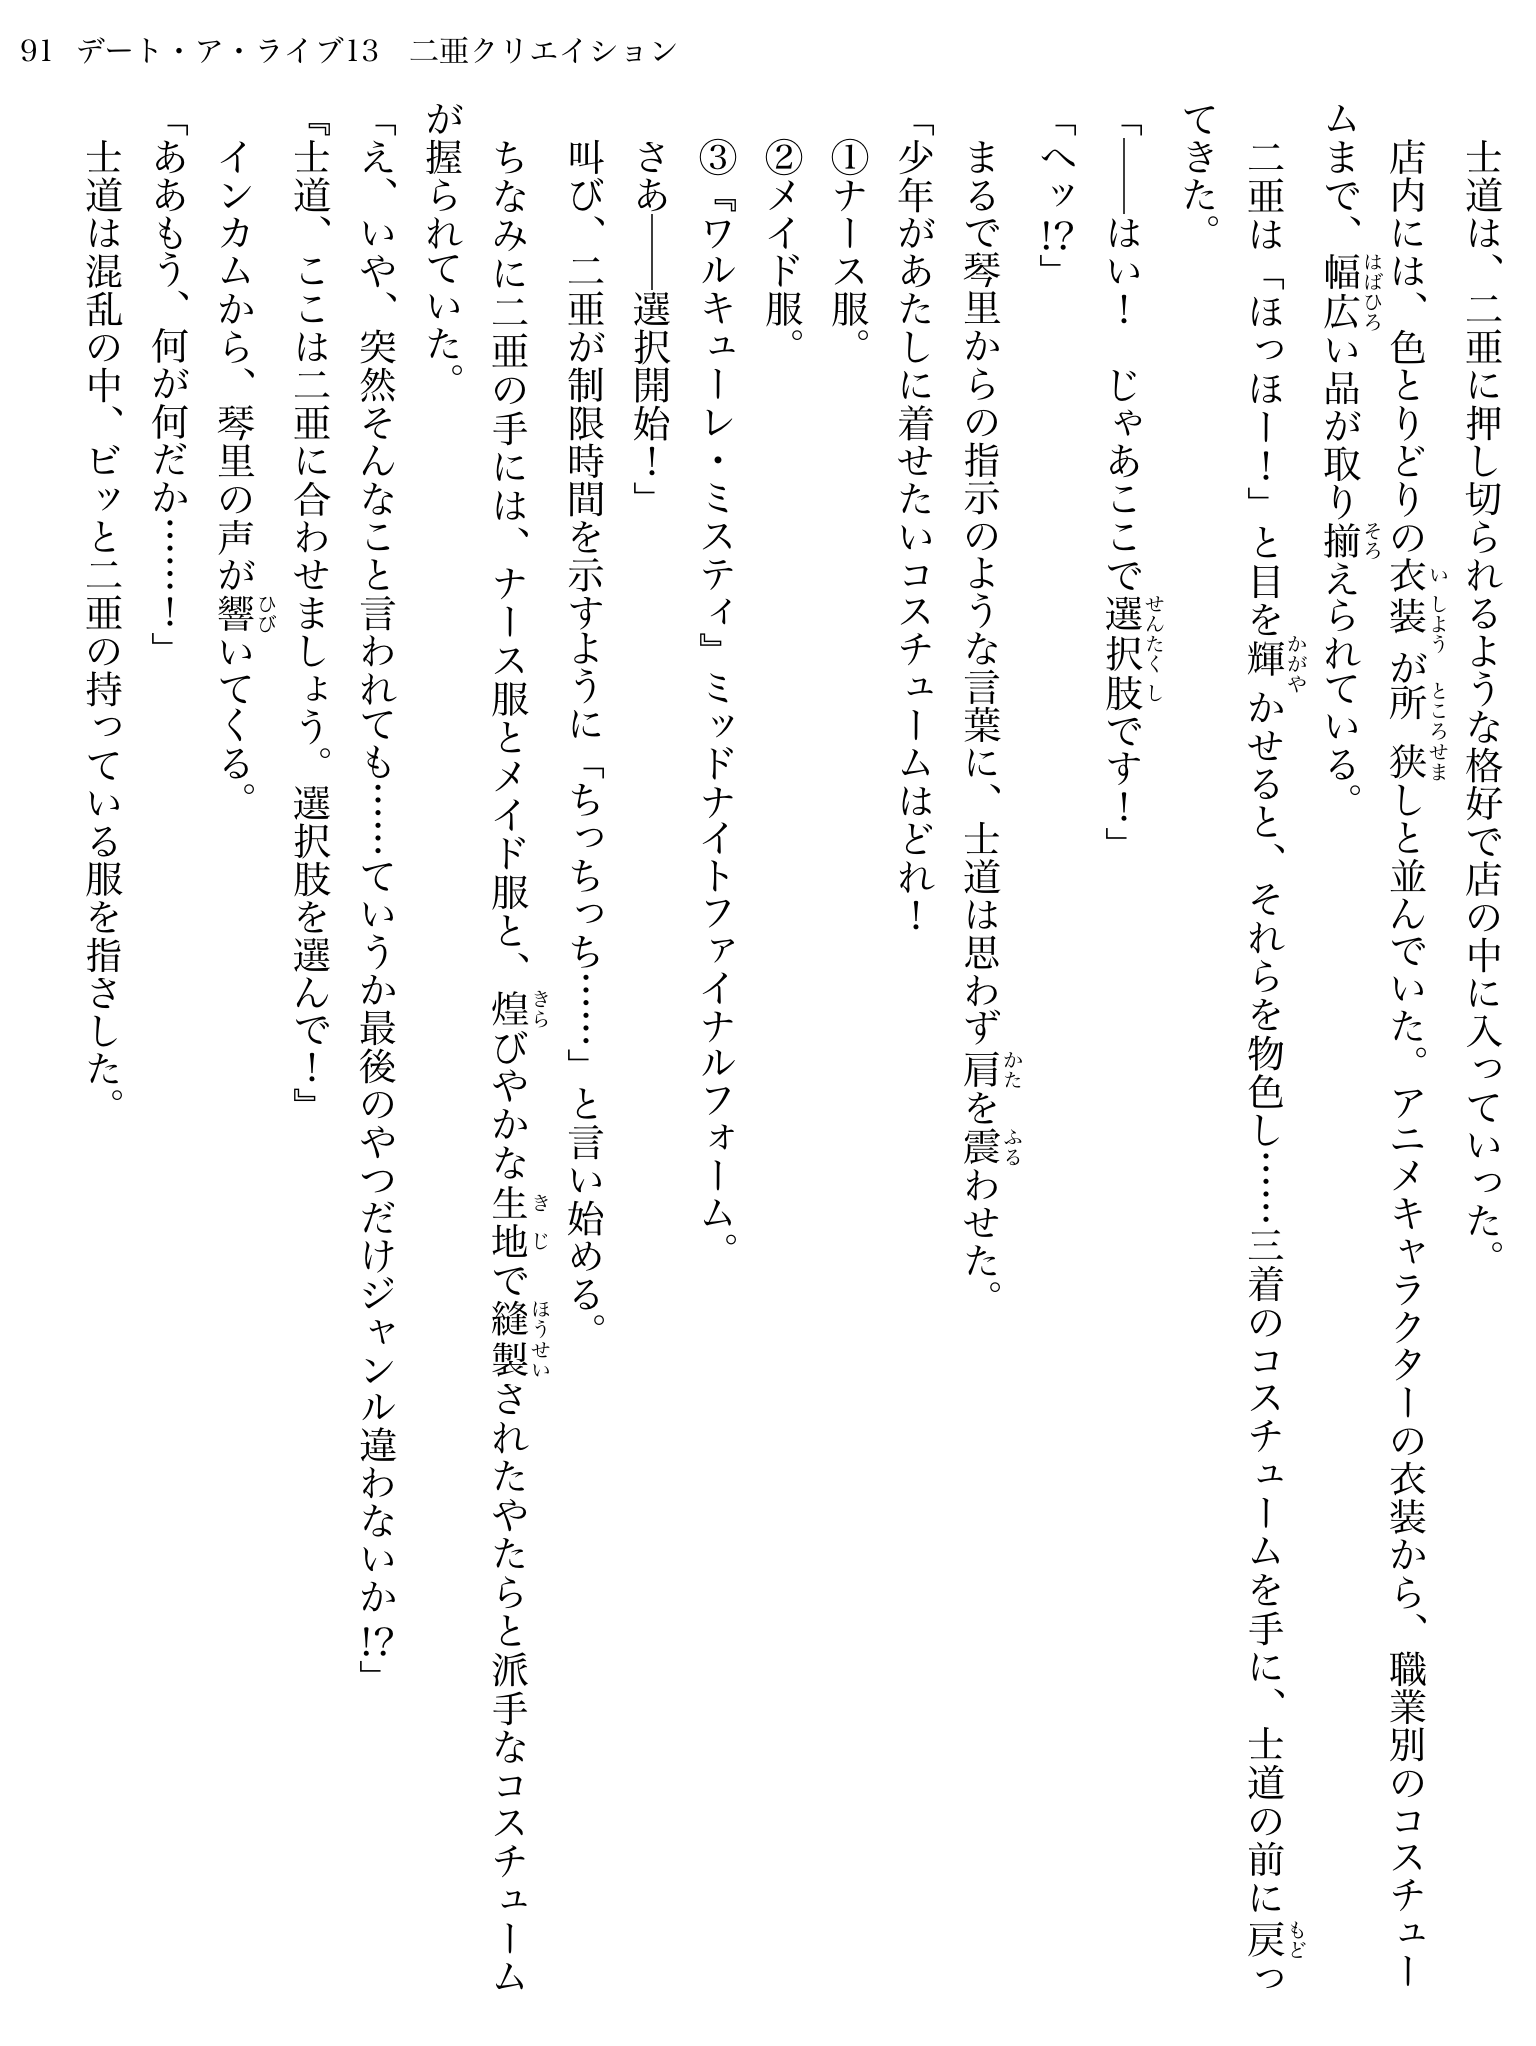 91 デート・ア・ライブ13　二亜クリエイション
　士道は、二亜に押し切られるような格好で店の中に入っていった。
　店内には、色とりどりの衣装が所狭しと並んでいた。アニメキャラクターの衣装から、職業別のコスチュー
ムまで、幅広い品が取り揃えられている。
　二亜は「ほっほー！」と目を輝かせると、それらを物色し……三着のコスチュームを手に、士道の前に戻っ
てきた。
「――はい！　じゃあここで選択肢です！」
「へッ!?」
　まるで琴里からの指示のような言葉に、士道は思わず肩を震わせた。
「少年があたしに着せたいコスチュームはどれ！
　①ナース服。
　②メイド服。
　③『ワルキューレ・ミスティ』ミッドナイトファイナルフォーム。
　さあ――選択開始！」
　叫び、二亜が制限時間を示すように「ちっちっち……」と言い始める。
　ちなみに二亜の手には、ナース服とメイド服と、煌びやかな生地で縫製されたやたらと派手なコスチューム
が握られていた。
「え、いや、突然そんなこと言われても……ていうか最後のやつだけジャンル違わないか!?」
『士道、ここは二亜に合わせましょう。選択肢を選んで！』
　インカムから、琴里の声が響いてくる。
「ああもう、何が何だか……！」
　士道は混乱の中、ビッと二亜の持っている服を指さした。